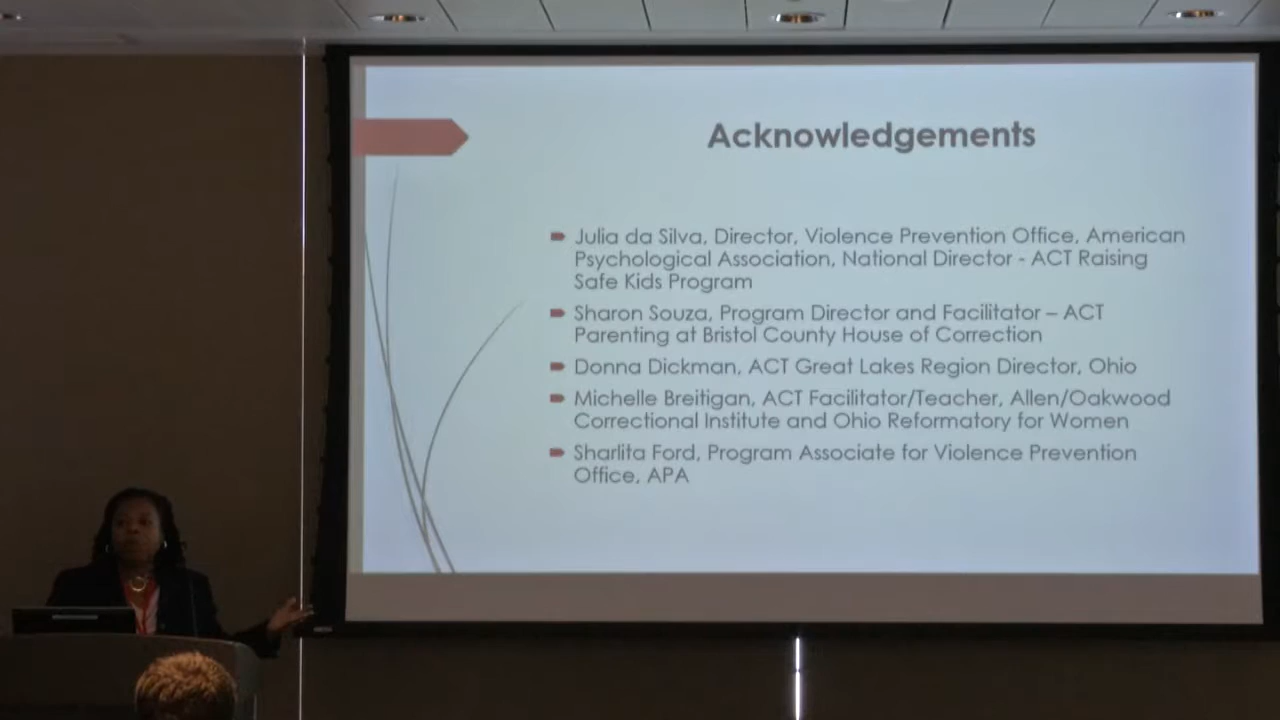 Acknowledgements
Julia da Silva, Director, Violence Prevention Office, American
Psychological Association, National Director - ACT Raising
Safe Kids Program
Sharon Souza, Program Director and Facilitator – ACT
Parenting at Bristol County House of Correction
Donna Dickman, ACT Great Lakes Region Director, Ohio
Michelle Breitigan, ACT Facilitator/Teacher, Allen/Oakwood
Correctional Institute and Ohio Reformatory for Women
Sharlita Ford, Program Associate for Violence Prevention
Office, APA